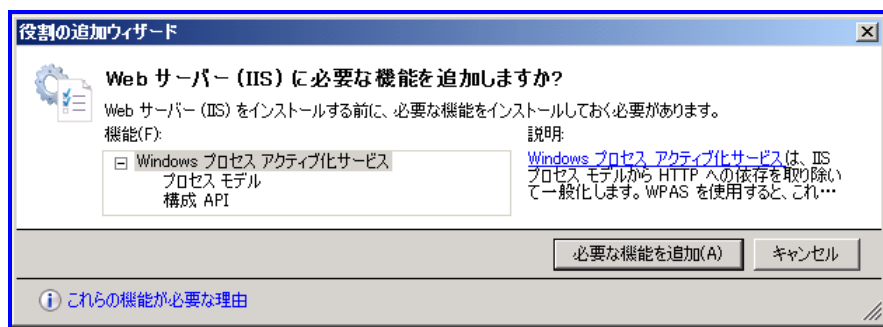 役割の追加ウィザード
Web サーバー (IIS) に必要な機能を追加しますか?
Web サーバー (IIS) をインストールする前に、必要な機能をインストールしておく必要があります。
機能(F):
Windows プロセス アクティブ化サービス
プロセス モデル
構成 API
説明:
Windows プロセス アクティブ化サービスは、IIS
プロセス モデルから HTTP への依存を取り除い
て一般化します。WPAS を使用すると、これ…
必要な機能を追加(A)
キャンセル
これらの機能が必要な理由